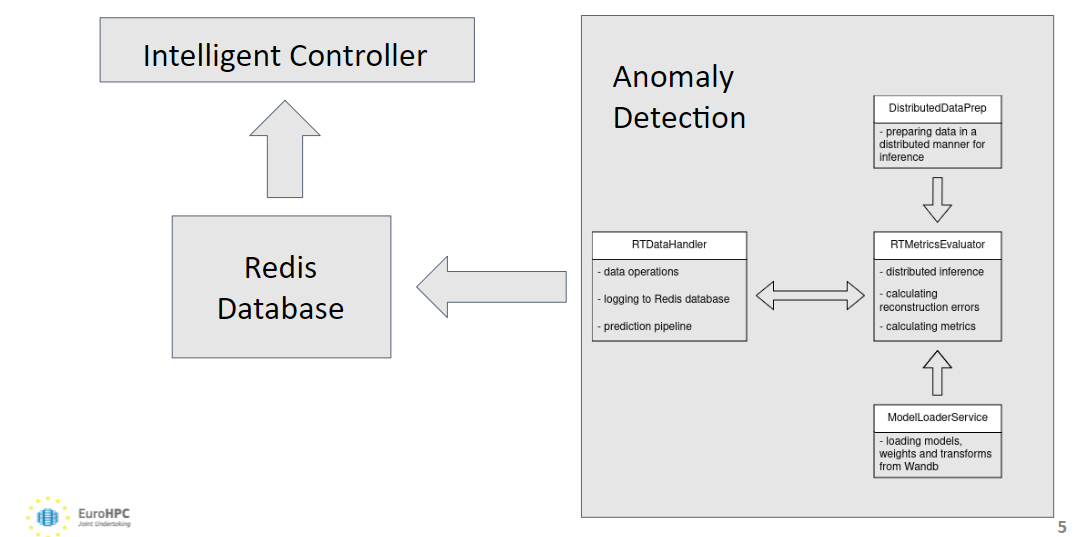 Intelligent Controller
Redis
Database
Anomaly
Detection
DistributedDataPrep
- preparing data in a
distributed manner for
inference
RTDataHandler
- data operations
- logging to Redis database
- prediction pipeline
RTMetricsEvaluator
- distributed inference
- calculating
reconstruction errors
- calculating metrics
ModelLoaderService
- loading models,
weights and transforms
from Wandb
EuroHPC
Joint Undertaking
5